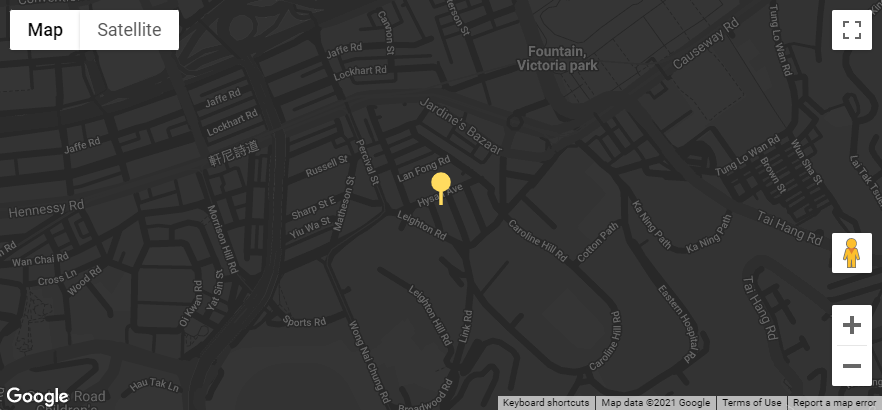 Map
Satellite
Convention
Cannon St
Paterson St
Jaffe Rd
Lockhart Rd
Fountain,
Victoria park
Causeway Rd
Tung Lo Wan Rd
Jaffe Rd
Lockhart Rd
Jaffe Rd
軒尼詩道
Jardine's Bazaar
Russell St
Percival St
Lan Fong Rd
Matheson St
Sharp St E
Yiu Wa St
Leighton Rd
Caroline Hill Rd
Cotton Path
Ka Ning Path
Ka Ning Path
Tung Lo Wan Rd
Brown St
Wun Sha St
Tai Hang Rd
Hennessy Rd
Morrison Hill Rd
Wan Chai Rd
Cross Ln
Wood Rd
Oi Kwan Rd
Yat Sin St
Sports Rd
Wong Nai Chung Rd
Leighton Hill Rd
Link Rd
Broadwood Rd
Caroline Hill Rd
Eastern Hospital Rd
Tai Hang Rd
Hau Tak Ln
Road
Children's
Google
Keyboard shortcuts
Map data ©2021 Google
Terms of Use
Report a map error